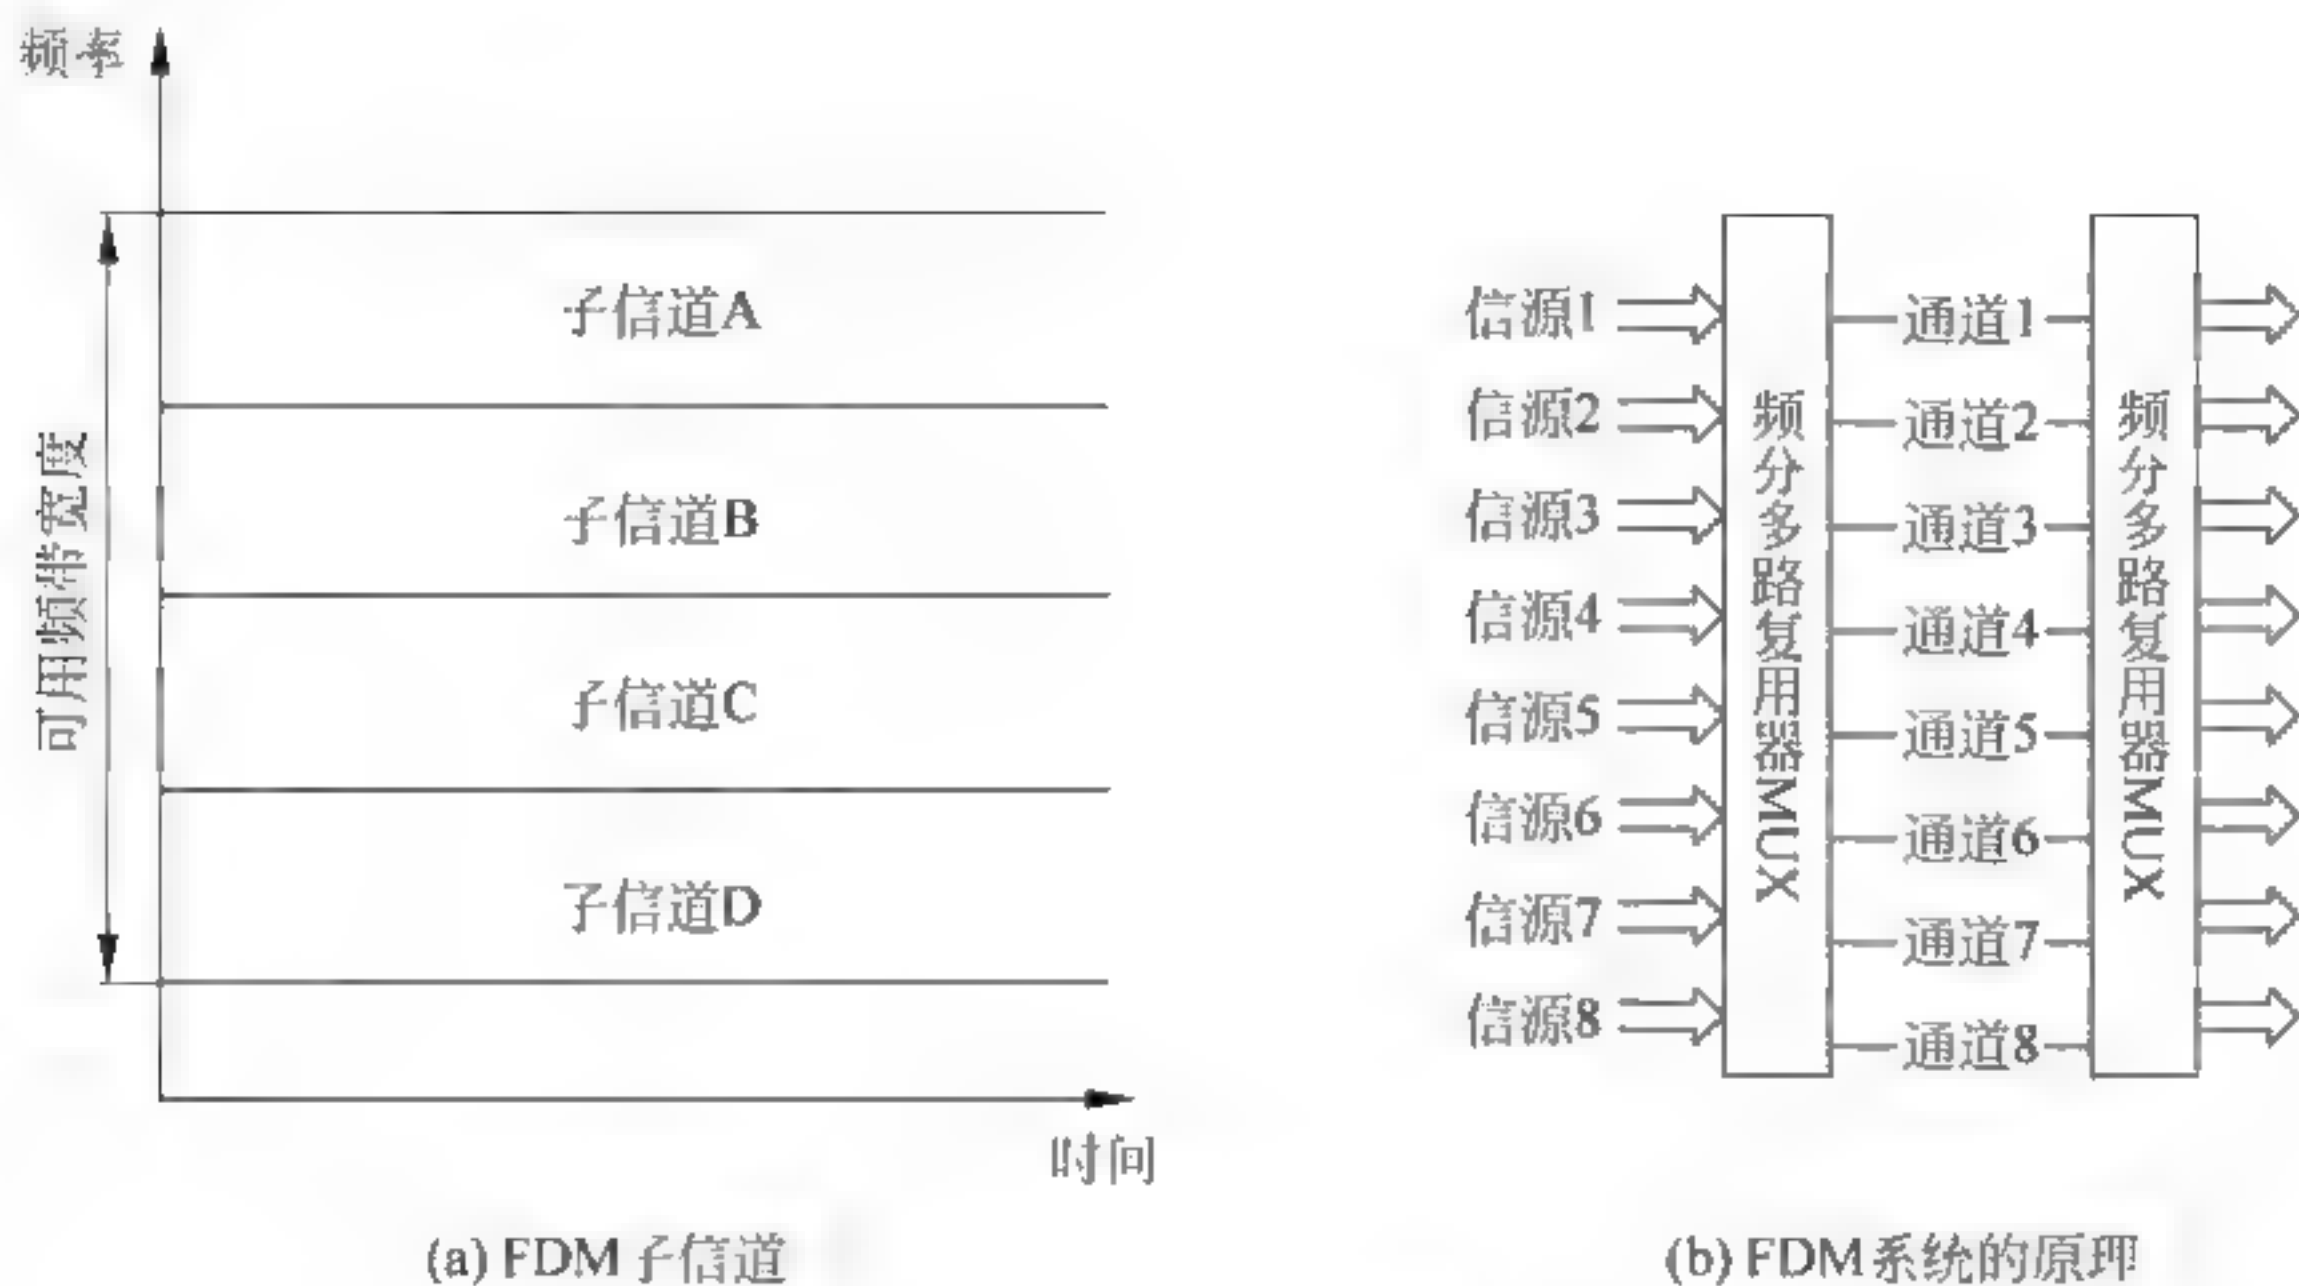 频率
可用频带宽度
子信道A
子信道B
子信道C
子信道D
时间
(a) FDM 子信道
信源1
信源2
信源3
信源4
信源5
信源6
信源7
信源8
频分多路复用器MUX
通道1
通道2
通道3
通道4
通道5
通道6
通道7
通道8
频分多路复用器MUX
(b) FDM系统的原理